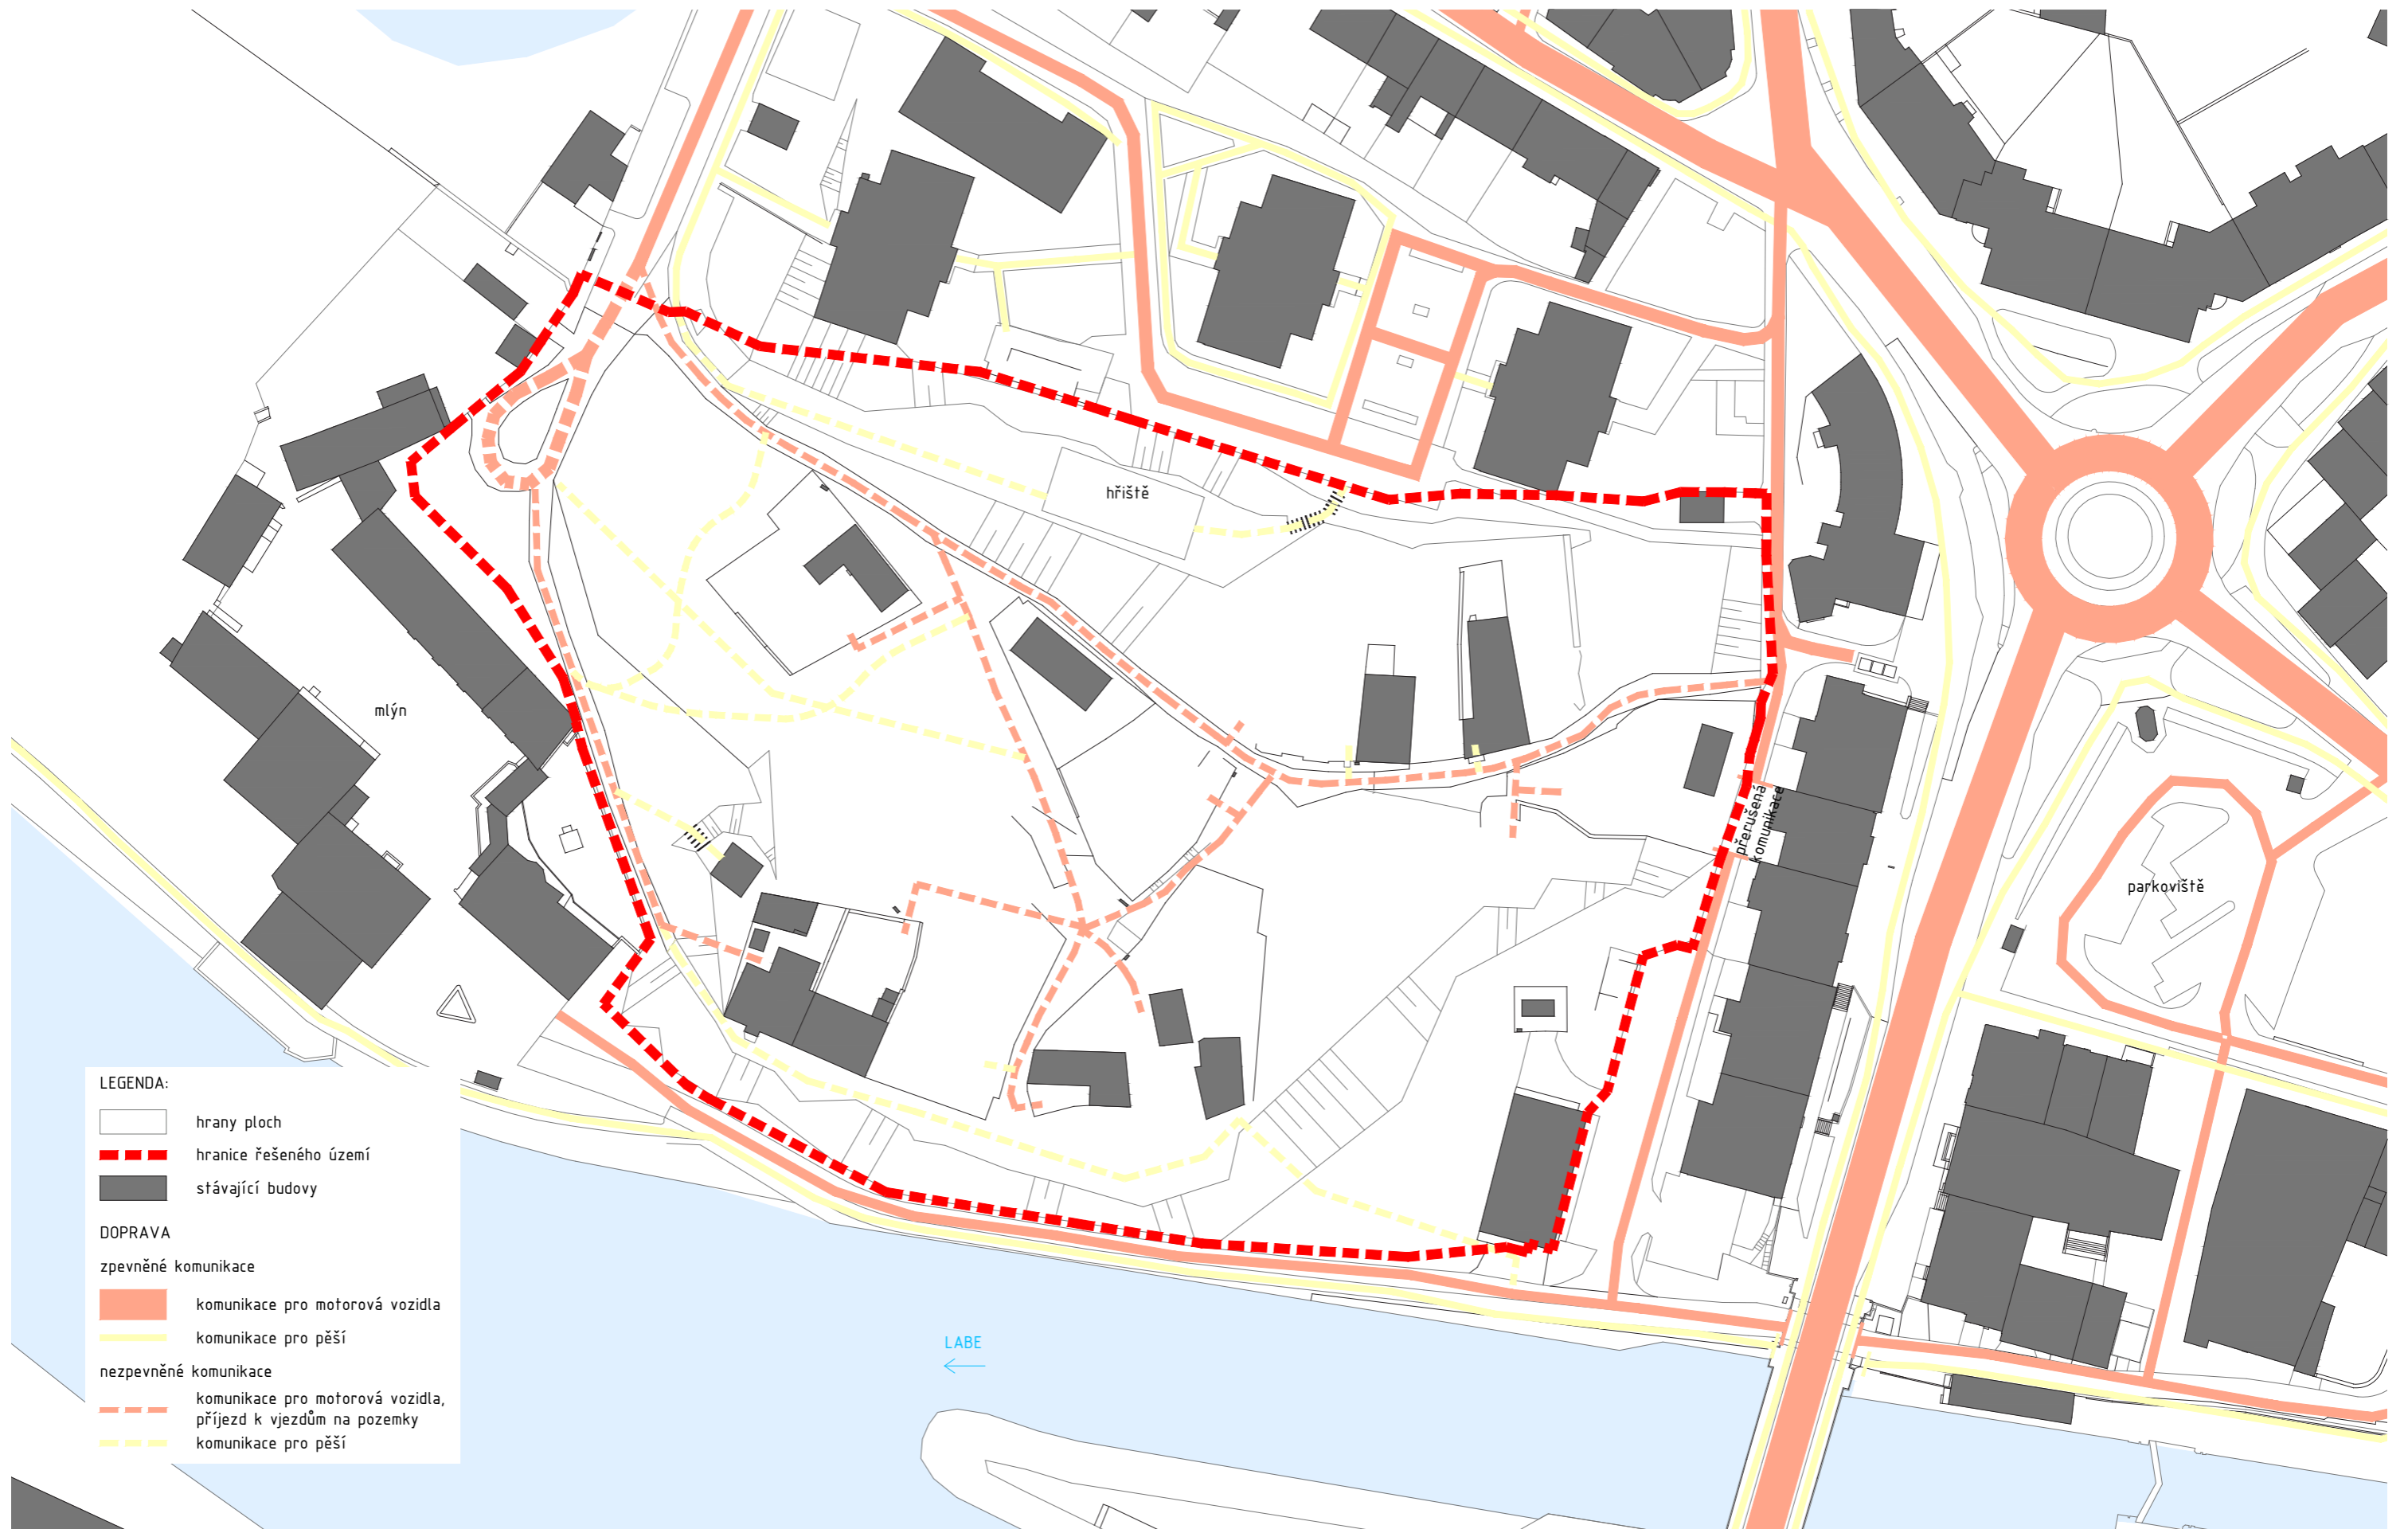 hřiště
mlýn
přerušená
komunikace
parkoviště
LEGENDA:
hrany ploch
hranice řešeného území
stávající budovy
DOPRAVA
zpevněné komunikace
komunikace pro motorová vozidla
komunikace pro pěší
nezpevněné komunikace
komunikace pro motorová vozidla,
příjezd k vjezdům na pozemky
komunikace pro pěší
LABE